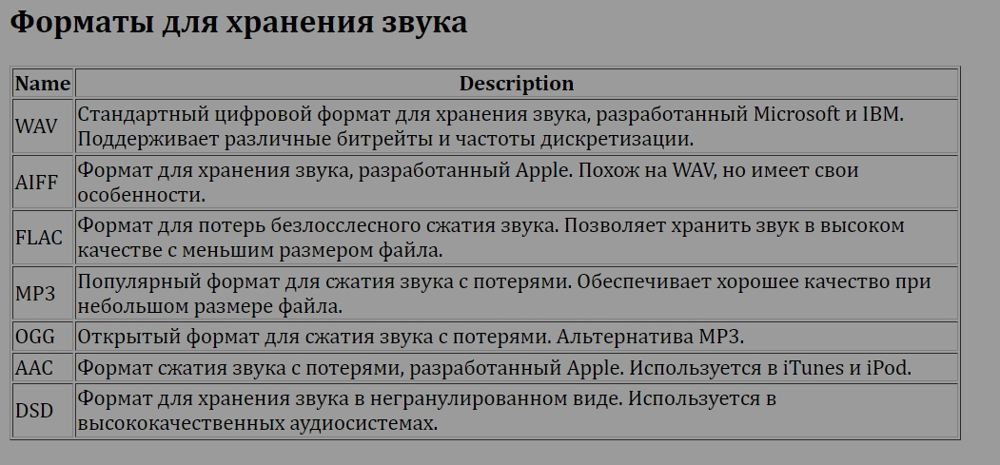 Форматы для хранения звука
Name Description
WAV Стандартный цифровой формат для хранения звука, разработанный Microsoft и IBM.
Поддерживает различные битрейты и частоты дискретизации.
AIFF Формат для хранения звука, разработанный Apple. Похож на WAV, но имеет свои
особенности.
FLAC Формат для потерь безлосслесного сжатия звука. Позволяет хранить звук в высоком
качестве с меньшим размером файла.
MP3 Популярный формат для сжатия звука с потерями. Обеспечивает хорошее качество при
небольшом размере файла.
OGG Открытый формат для сжатия звука с потерями. Альтернатива MP3.
AAC Формат сжатия звука с потерями, разработанный Apple. Используется в iTunes и iPod.
DSD Формат для хранения звука в негранулированном виде. Используется в
высококачественных аудиосистемах.